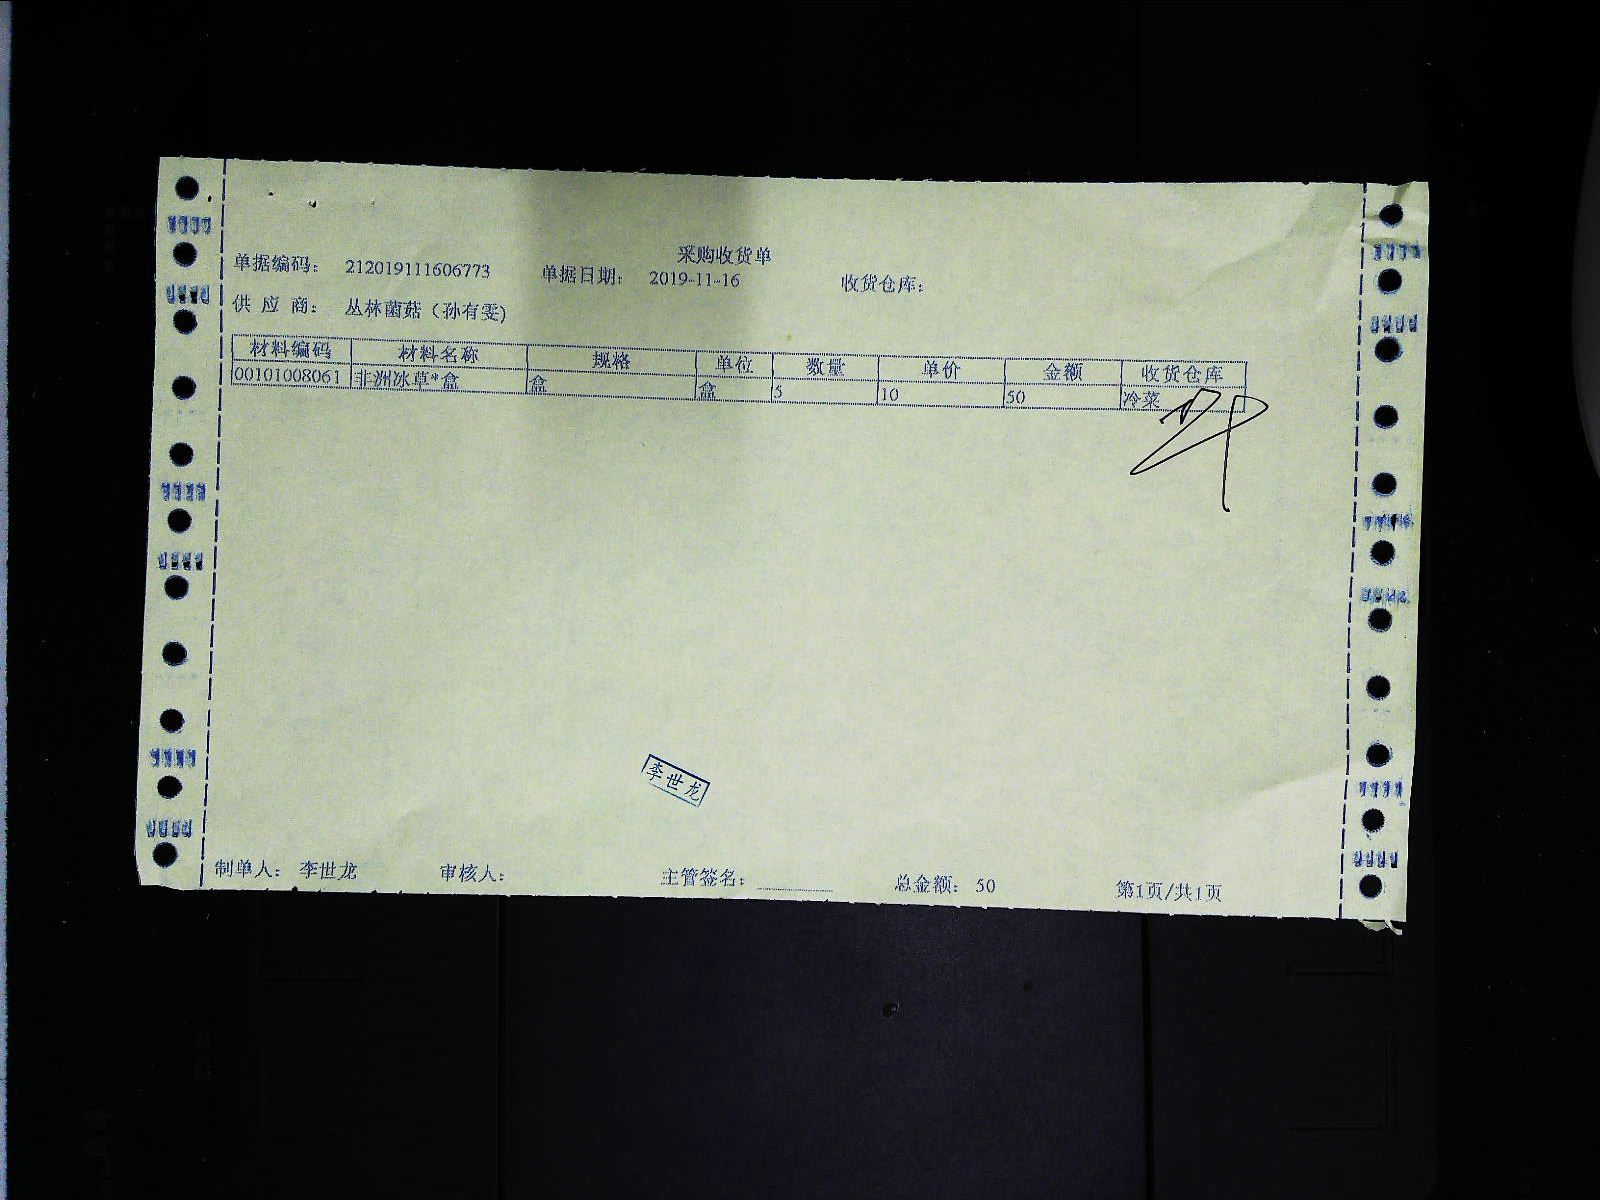 采购收货单
单据编码: 212019111606773 单据日期: 2019-11-16 收货仓库:
供 应 商: 丛林菌菇（孙有雯)
材料编码 材料名称 规格 单位 数量 单价 金额 收货仓库
00101008061 非洲冰草*盒 盒 盒 5 10 50 冷菜
李世龙
制单人: 李世龙 审核人: 主管签名: 总金额: 50 第1页/共1页